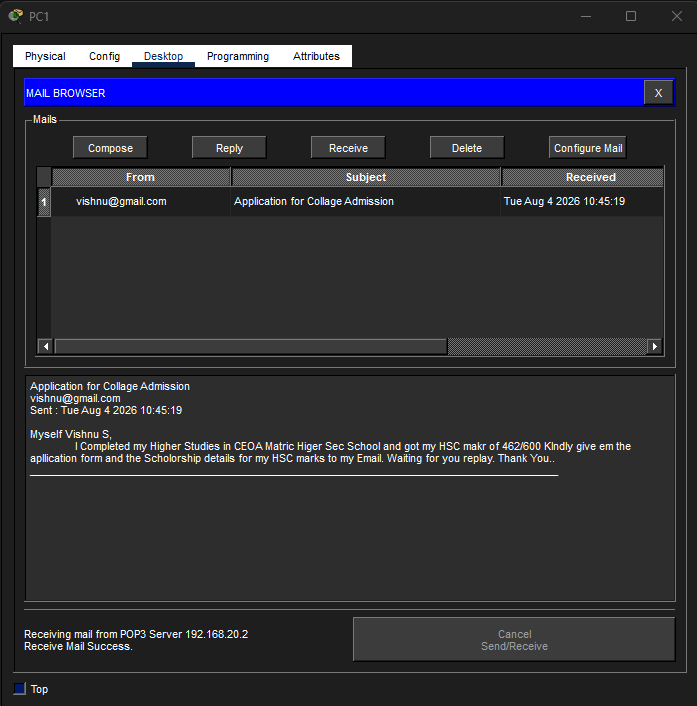 PC1
Physical Config Desktop Programming Attributes
MAIL BROWSER X
Mails
Compose Reply Receive Delete Configure Mail
From Subject Received
1 vishnu@gmail.com Application for Collage Admission Tue Aug 4 2026 10:45:19
Application for Collage Admission
vishnu@gmail.com
Sent : Tue Aug 4 2026 10:45:19
Myself Vishnu S,
I Completed my Higher Studies in CEOA Matric Higer Sec School and got my HSC makr of 462/600 KIndly give em the
apllication form and the Scholorship details for my HSC marks to my Email. Waiting for you replay. Thank You..
Receiving mail from POP3 Server 192.168.20.2
Receive Mail Success.
Cancel
Send/Receive
Top